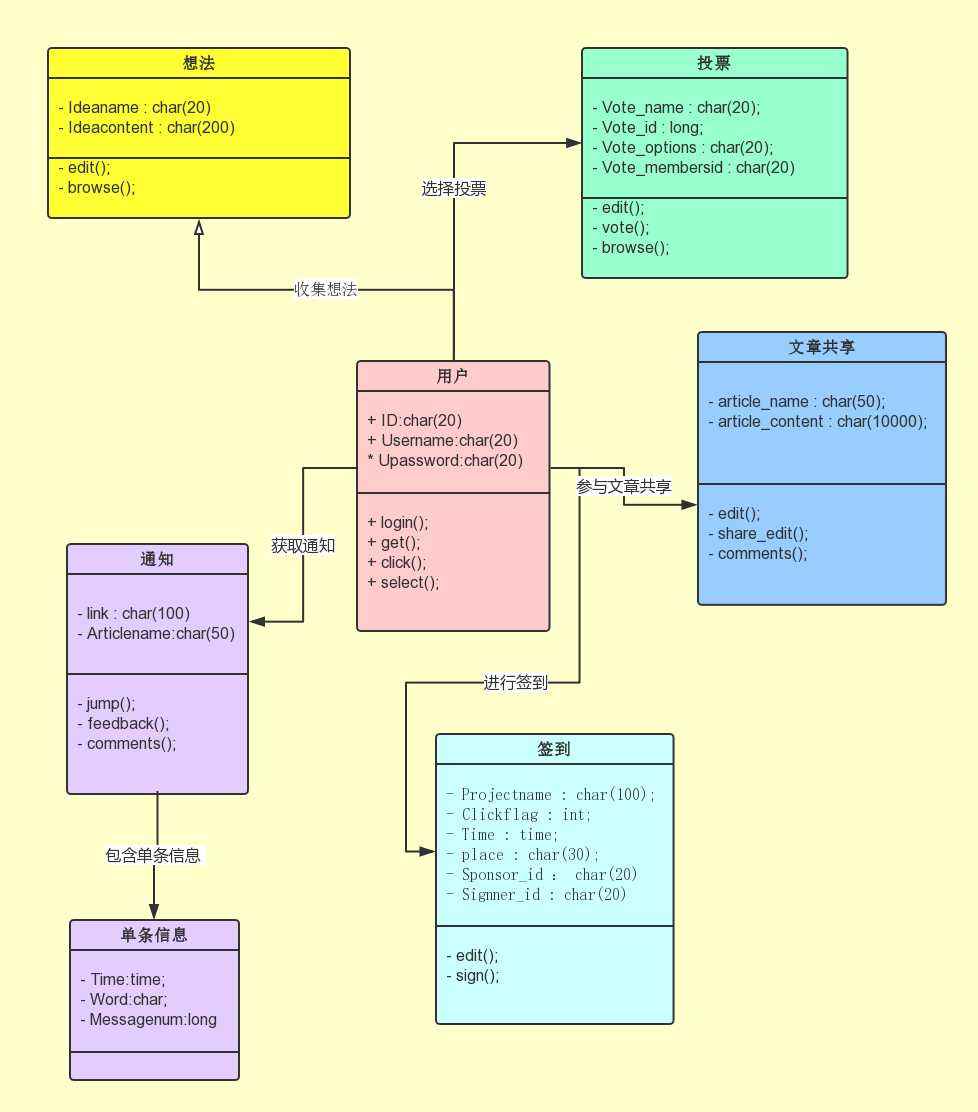 想法
- Ideaname : char(20)
- Ideacontent : char(200)
- edit();
- browse();
投票
- Vote_name : char(20);
- Vote_id : long;
- Vote_options : char(20);
- Vote_membersid : char(20)
- edit();
- vote();
- browse();
选择投票
收集想法
用户
+ ID:char(20)
+ Username:char(20)
* Upassword:char(20)
+ login();
+ get();
+ click();
+ select();
文章共享
- article_name : char(50);
- article_content : char(10000);
- edit();
- share_edit();
- comments();
参与文章共享
获取通知
通知
- link : char(100)
- Articlename:char(50)
- jump();
- feedback();
- comments();
进行签到
签到
- Projectname : char(100);
- Clickflag : int;
- Time : time;
- place : char(30);
- Sponsor_id： char(20)
- Signner_id : char(20)
- edit();
- sign();
包含单条信息
单条信息
- Time:time;
- Word:char;
- Messagenum:long